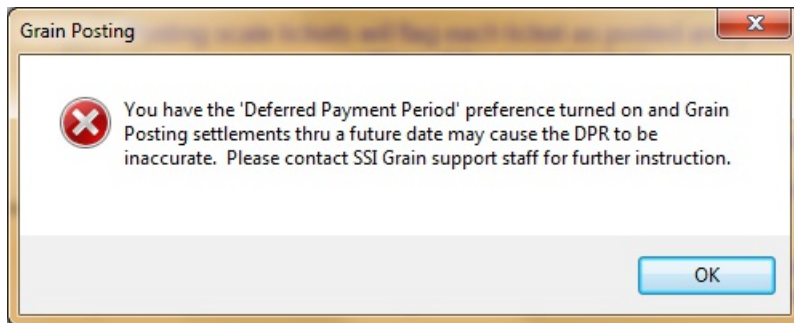 Grain Posting
You have the 'Deferred Payment Period' preference turned on and Grain
Posting settlements thru a future date may cause the DPR to be
inaccurate.  Please contact SSI Grain support staff for further instruction.
OK